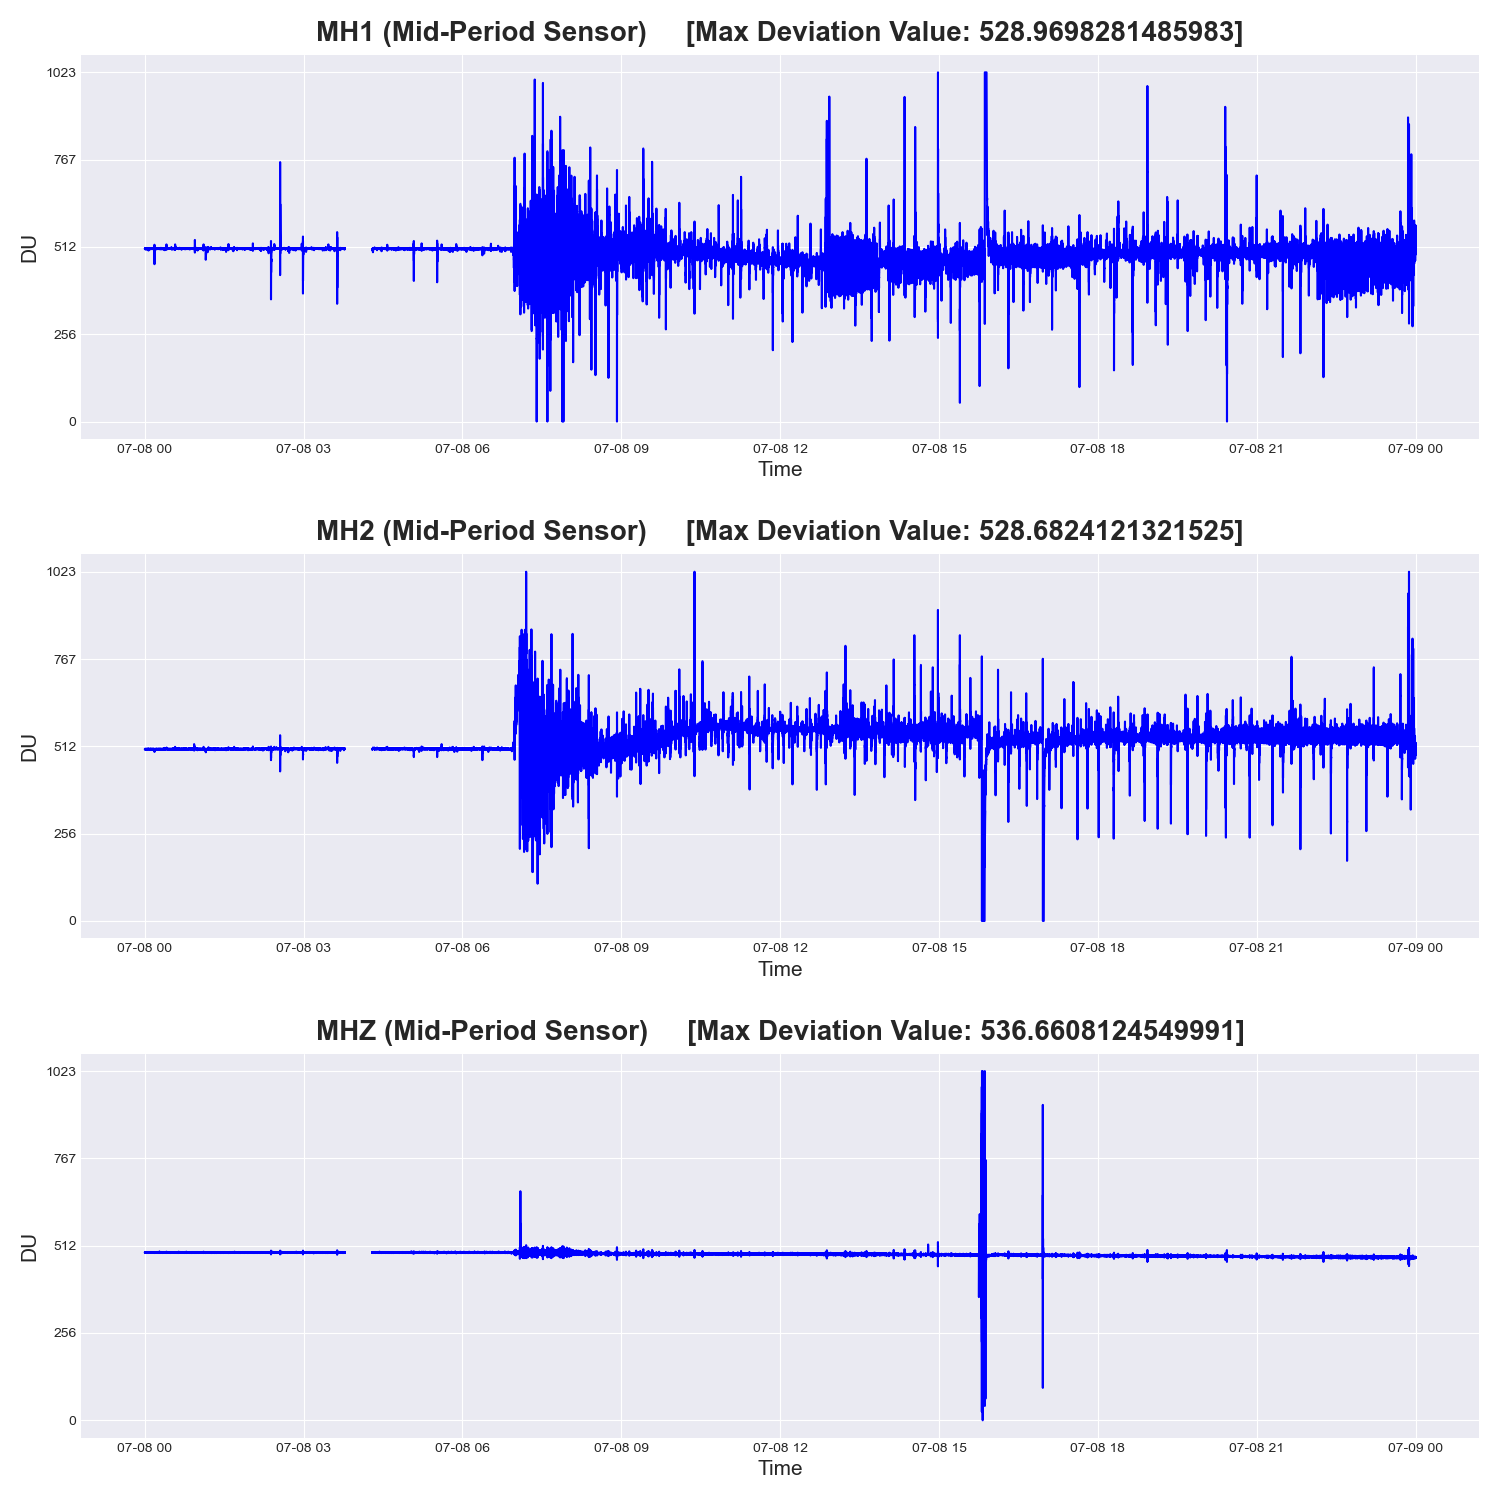 MH1 (Mid-Period Sensor) [Max Deviation Value: 528.9698281485983]
1023
767
512
256
0
DU
07-08 00 07-08 03 07-08 06 07-08 09 07-08 12 07-08 15 07-08 18 07-08 21 07-09 00
Time
MH2 (Mid-Period Sensor) [Max Deviation Value: 528.6824121321525]
1023
767
512
256
0
DU
07-08 00 07-08 03 07-08 06 07-08 09 07-08 12 07-08 15 07-08 18 07-08 21 07-09 00
Time
MHZ (Mid-Period Sensor) [Max Deviation Value: 536.6608124549991]
1023
767
512
256
0
DU
07-08 00 07-08 03 07-08 06 07-08 09 07-08 12 07-08 15 07-08 18 07-08 21 07-09 00
Time